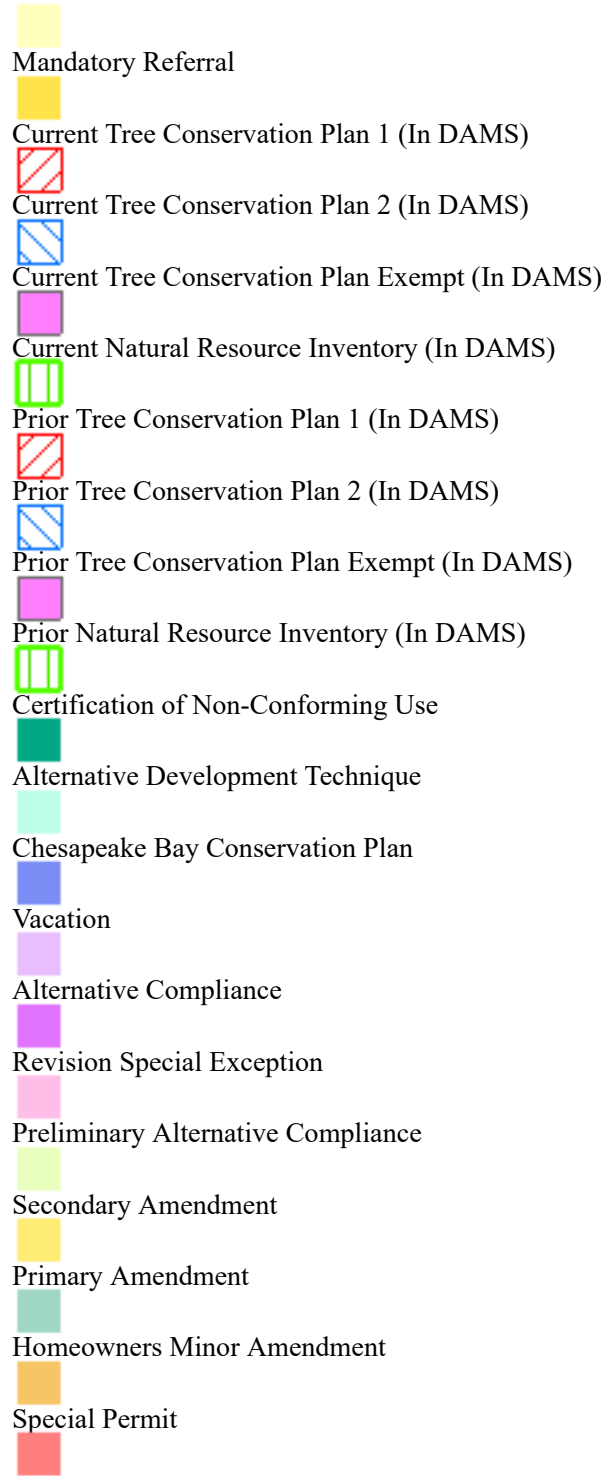 Mandatory Referral
Current Tree Conservation Plan 1 (In DAMS)
Current Tree Conservation Plan 2 (In DAMS)
Current Tree Conservation Plan Exempt (In DAMS)
Current Natural Resource Inventory (In DAMS)
Prior Tree Conservation Plan 1 (In DAMS)
Prior Tree Conservation Plan 2 (In DAMS)
Prior Tree Conservation Plan Exempt (In DAMS)
Prior Natural Resource Inventory (In DAMS)
Certification of Non-Conforming Use
Alternative Development Technique
Chesapeake Bay Conservation Plan
Vacation
Alternative Compliance
Revision Special Exception
Preliminary Alternative Compliance
Secondary Amendment
Primary Amendment
Homeowners Minor Amendment
Special Permit